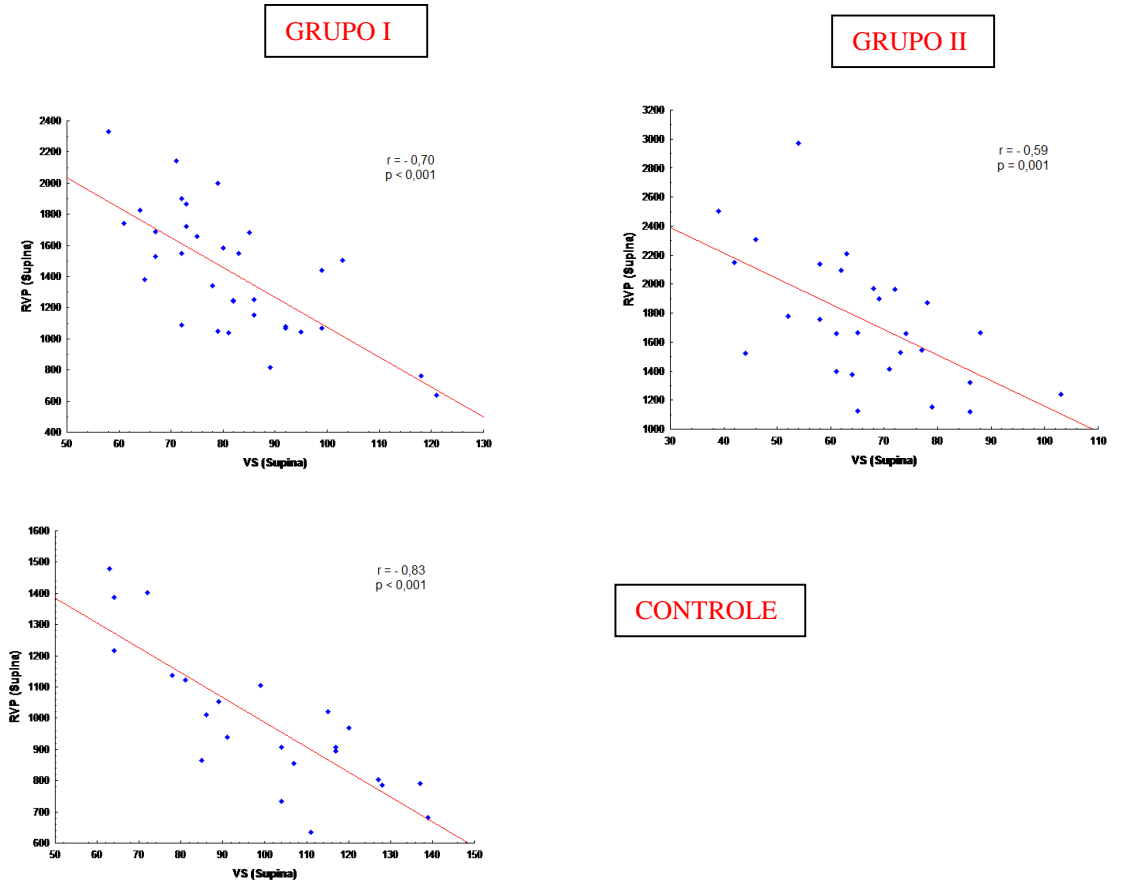 GRUPO I
GRUPO II
2400
2200
2000
1800
1600
1400
1200
1000
800
600
400
RVP (Supina)
r = - 0,70
p < 0,001
50 60 70 80 90 100 110 120 130
VS (Supina)
3200
3000
2800
2600
2400
2200
2000
1800
1600
1400
1200
1000
RVP (Supina)
r = - 0,59
p = 0,001
30 40 50 60 70 80 90 100 110
VS (Supina)
1600
1500
1400
1300
1200
1100
1000
900
800
700
600
RVP (Supina)
r = - 0,83
p < 0,001
50 60 70 80 90 100 110 120 130 140 150
VS (Supina)
CONTROLE